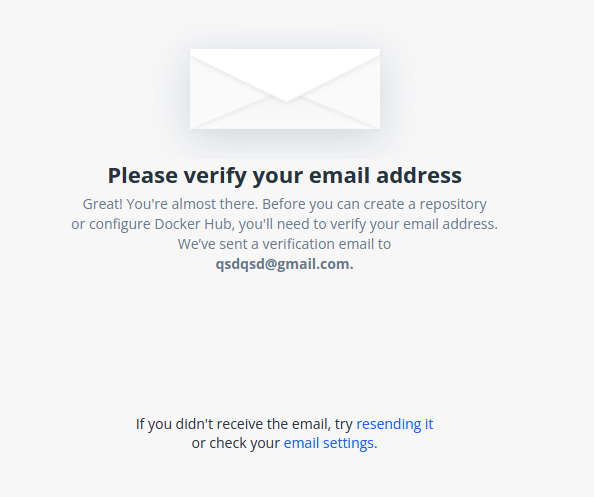 Please verify your email address
Great! You're almost there. Before you can create a repository
or configure Docker Hub, you'll need to verify your email address.
We've sent a verification email to
qsdqsd@gmail.com.
If you didn't receive the email, try resending it
or check your email settings.